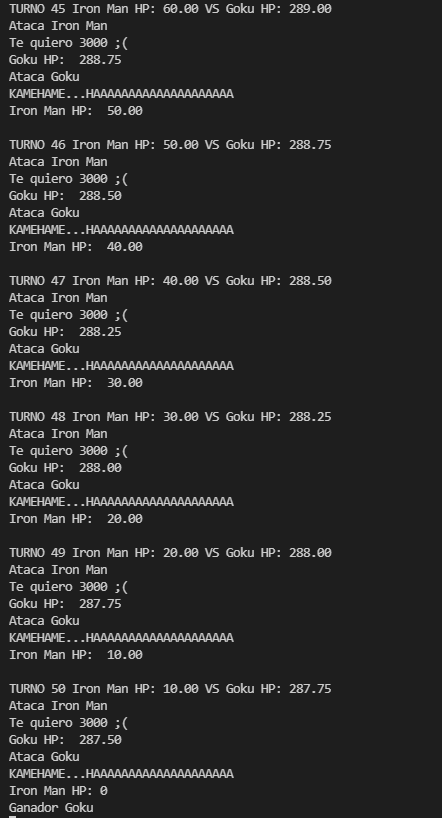 TURNO 45 Iron Man HP: 60.00 VS Goku HP: 289.00
Ataca Iron Man
Te quiero 3000 ;(
Goku HP:  288.75
Ataca Goku
KAMEHAME...HAAAAAAAAAAAAAAAAAAAA
Iron Man HP:  50.00

TURNO 46 Iron Man HP: 50.00 VS Goku HP: 288.75
Ataca Iron Man
Te quiero 3000 ;(
Goku HP:  288.50
Ataca Goku
KAMEHAME...HAAAAAAAAAAAAAAAAAAAA
Iron Man HP:  40.00

TURNO 47 Iron Man HP: 40.00 VS Goku HP: 288.50
Ataca Iron Man
Te quiero 3000 ;(
Goku HP:  288.25
Ataca Goku
KAMEHAME...HAAAAAAAAAAAAAAAAAAAA
Iron Man HP:  30.00

TURNO 48 Iron Man HP: 30.00 VS Goku HP: 288.25
Ataca Iron Man
Te quiero 3000 ;(
Goku HP:  288.00
Ataca Goku
KAMEHAME...HAAAAAAAAAAAAAAAAAAAA
Iron Man HP:  20.00

TURNO 49 Iron Man HP: 20.00 VS Goku HP: 288.00
Ataca Iron Man
Te quiero 3000 ;(
Goku HP:  287.75
Ataca Goku
KAMEHAME...HAAAAAAAAAAAAAAAAAAAA
Iron Man HP:  10.00

TURNO 50 Iron Man HP: 10.00 VS Goku HP: 287.75
Ataca Iron Man
Te quiero 3000 ;(
Goku HP:  287.50
Ataca Goku
KAMEHAME...HAAAAAAAAAAAAAAAAAAAA
Iron Man HP: 0
Ganador Goku